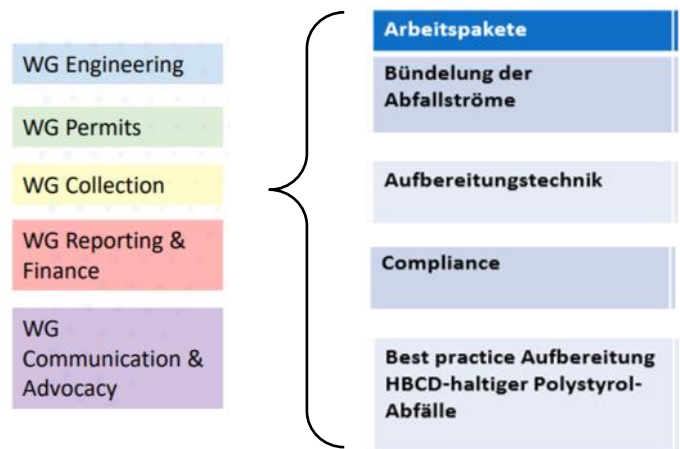 WG Engineering
WG Permits
WG Collection
WG Reporting &
Finance
WG
Communication &
Advocacy
Arbeitspakete
Bündelung der
Abfallströme
Aufbereitungstechnik
Compliance
Best practice Aufbereitung
HBCD-haltiger Polystyrol-
Abfälle